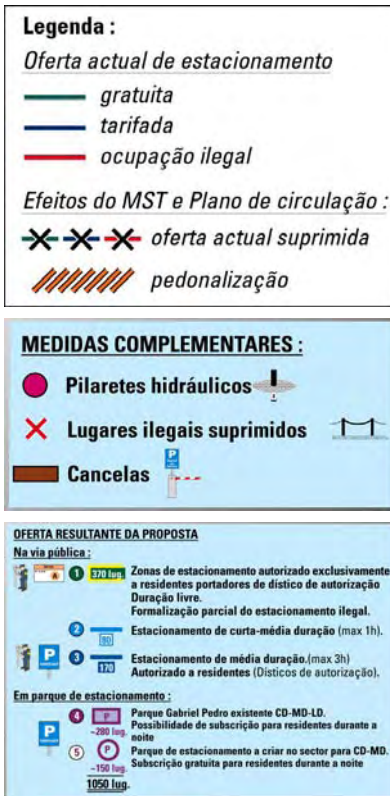 Legenda :
Oferta actual de estacionamento
gratuita
tarifada
ocupação ilegal
Efeitos do MST e Plano de circulação :
oferta actual suprimida
pedonalização
MEDIDAS COMPLEMENTARES :
Pilaretes hidráulicos
Lugares ilegais suprimidos
P
Cancelas
OFERTA RESULTANTE DA PROPOSTA
Na via pública :
A 1 370 lug. Zonas de estacionamento autorizado exclusivamente
a residentes portadores de dístico de autorização
Duração livre.
Formalização parcial do estacionamento ilegal.
2 90 Estacionamento de curta-média duração (max 1h).
P 3 170 Estacionamento de média duração.(max 3h)
Autorizado a residentes (Dísticos de autorização).
Em parque de estacionamento :
P 4 P ~280 lug. Parque Gabriel Pedro existente CD-MD-LD.
Possibilidade de subscrição para residentes durante a
noite
5 P ~150 lug. Parque de estacionamento a criar no sector para CD-MD.
Subscrição gratuita para residentes durante a noite
1050 lug.